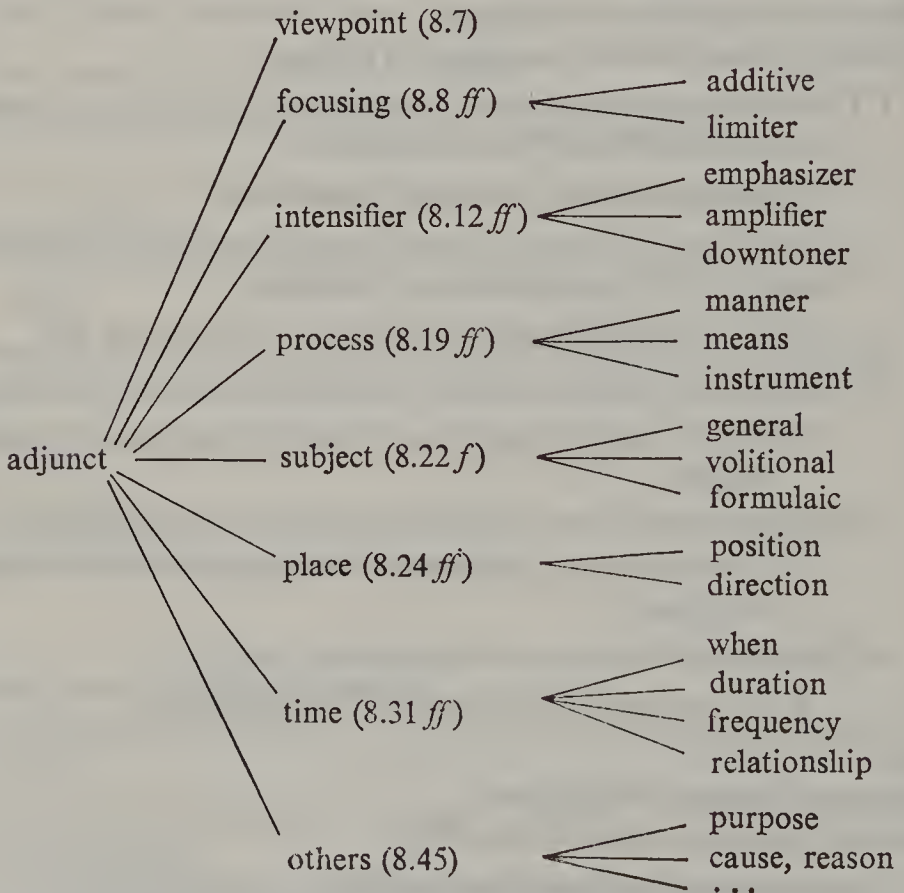 viewpoint (8.7)
focusing (8.8 ff)
additive
limiter
intensifier (8.12 ff)
emphasizer
amplifier
downtoner
process (8.19 ff)
manner
means
instrument
adjunct
subject (8.22 f)
general
volitional
formulaic
place (8.24 ff)
position
direction
time (8.31 ff)
when
duration
frequency
relationship
others (8.45)
purpose
cause, reason